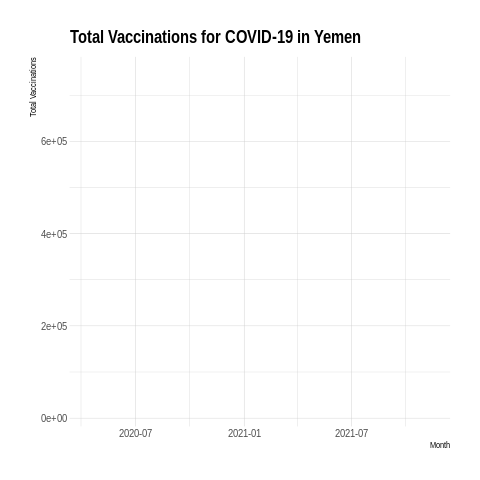 Total Vaccinations for COVID-19 in Yemen
Total Vaccinations
6e+05
4e+05
2e+05
0e+00
2020-07 2021-01 2021-07
Month